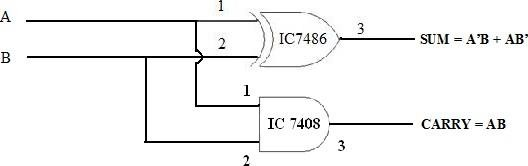 A
1
IC7486
3
SUM = A'B + AB'
B
2
1
IC 7408
CARRY = AB
2
3